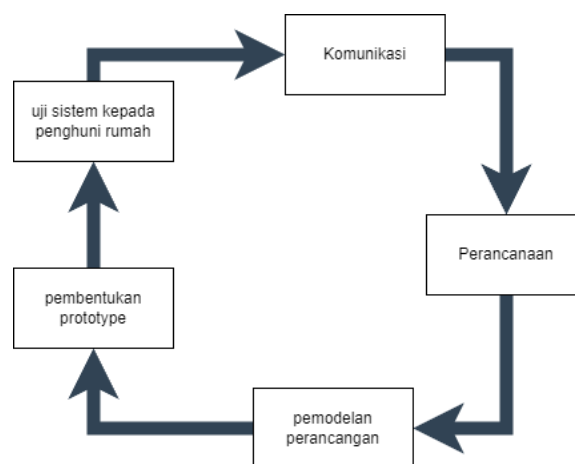 Komunikasi
Perancanaan
pemodelan
perancangan
pembentukan
prototype
uji sistem kepada
penghuni rumah